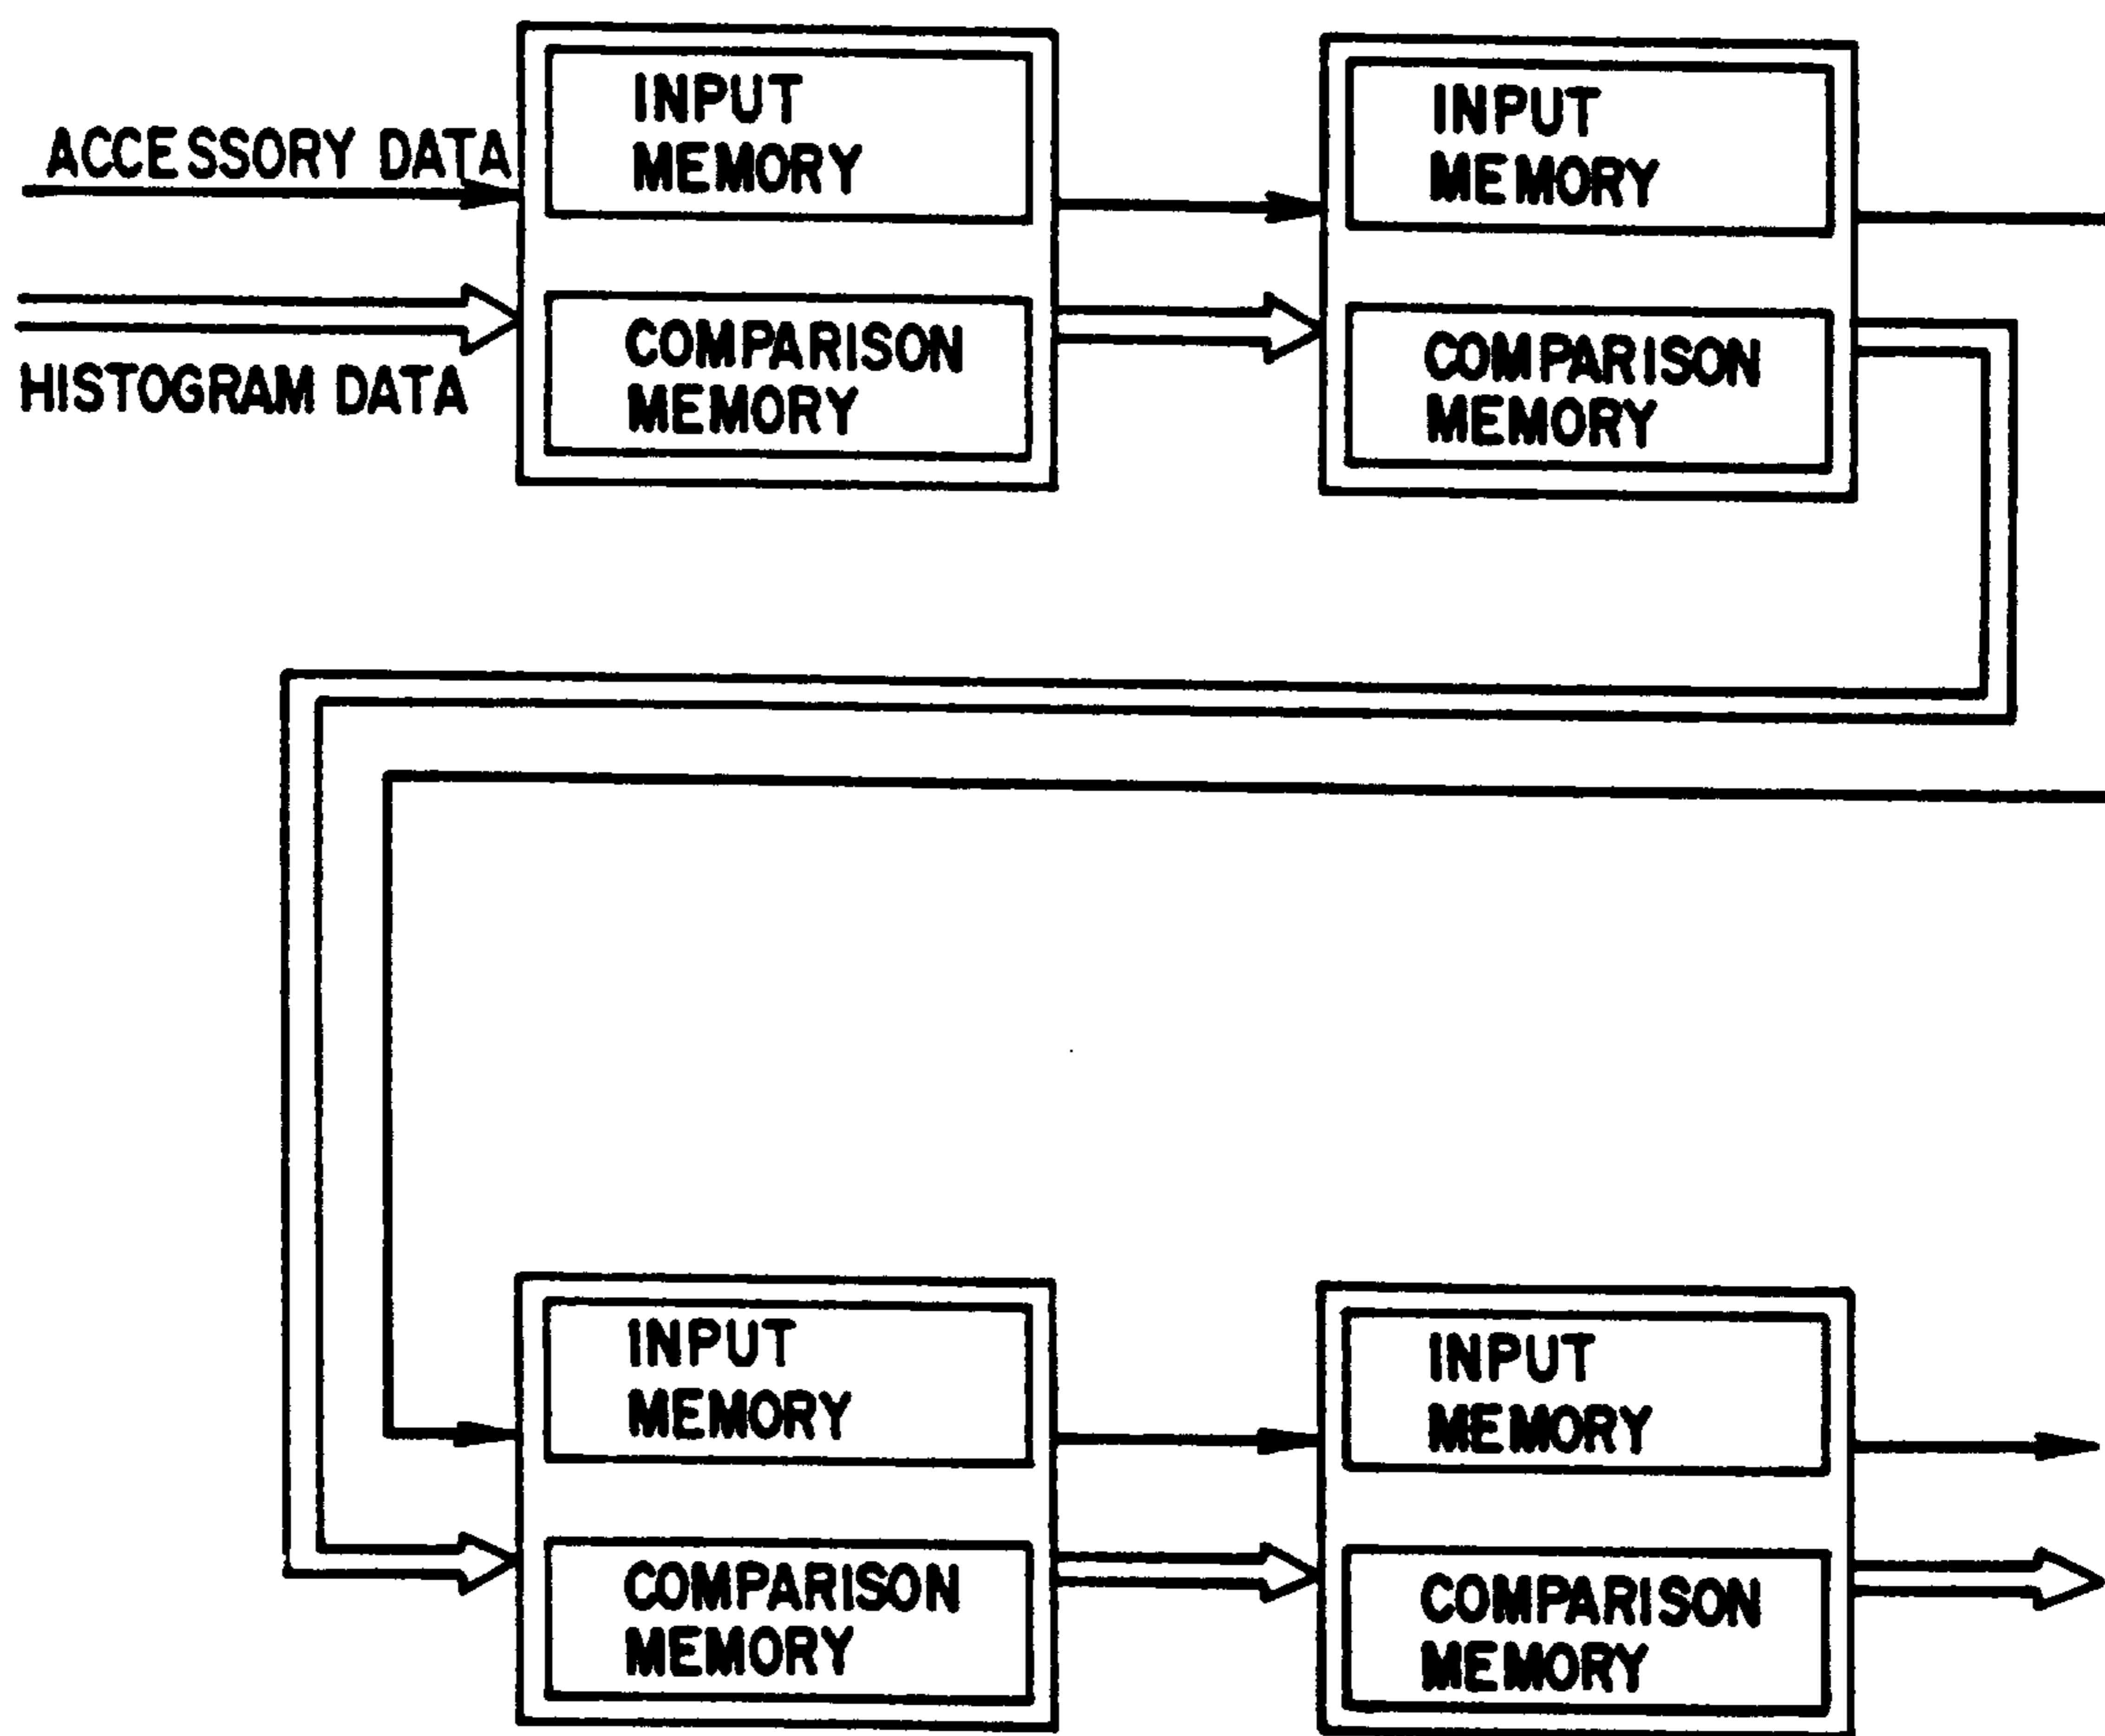 ACCESSORY DATA
HISTOGRAM DATA
INPUT
MEMORY
COMPARISON
MEMORY
INPUT
MEMORY
COMPARISON
MEMORY
INPUT
MEMORY
COMPARISON
MEMORY
INPUT
MEMORY
COMPARISON
MEMORY